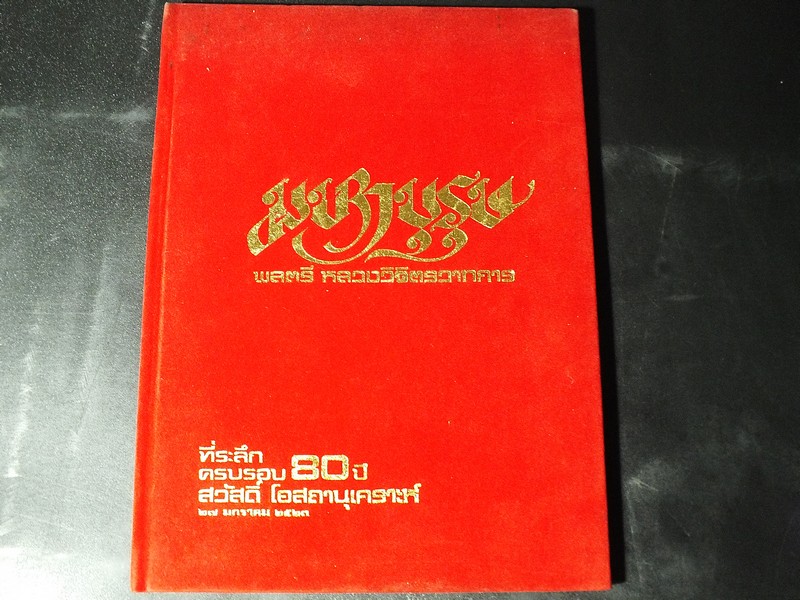 มหาบุรุษ
พลตรี หลวงวิจิตรวาทการ
ที่ระลึก
ครบรอบ 80 ปี
สวัสดิ์ โอสถานุเคราะห์
๒๗ มกราคม ๒๕๒๓